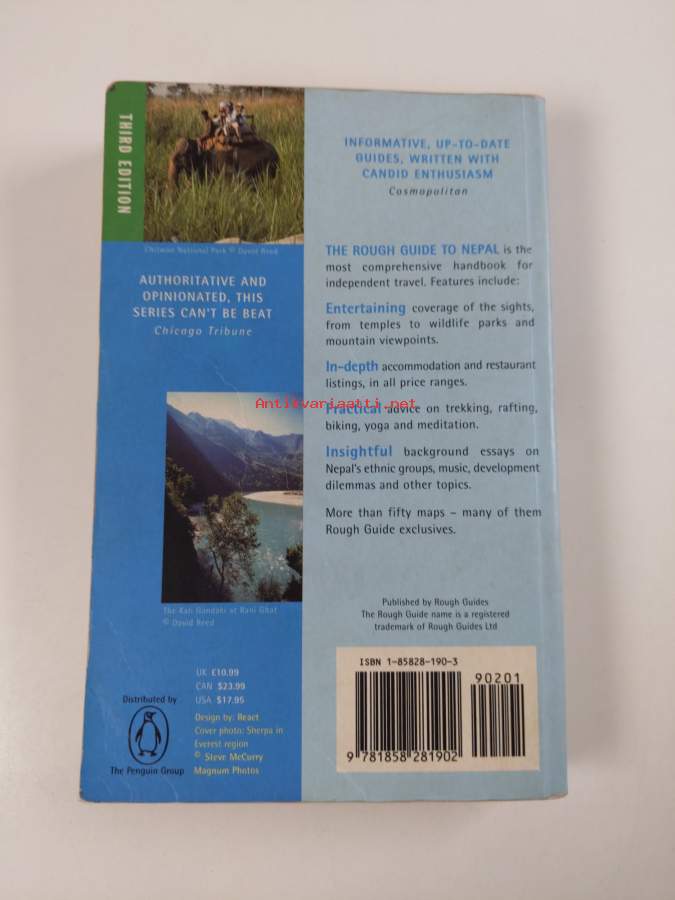 THIRD EDITION
Chitwan National Park © David Reed
AUTHORITATIVE AND
OPINIONATED, THIS
SERIES CAN'T BE BEAT
Chicago Tribune
The Kali Gandaki at Rani Ghat
© David Reed
UK £10.99
CAN $23.99
USA $17.95
Distributed by
The Penguin Group
Design by: React
Cover photo: Sherpa in
Everest region
© Steve McCurry
Magnum Photos
INFORMATIVE, UP-TO-DATE
GUIDES, WRITTEN WITH
CANDID ENTHUSIASM
Cosmopolitan
THE ROUGH GUIDE TO NEPAL is the
most comprehensive handbook for
independent travel. Features include:
Entertaining coverage of the sights,
from temples to wildlife parks and
mountain viewpoints.
In-depth accommodation and restaurant
listings, in all price ranges.
Antikvariaatti.net
Practical advice on trekking, rafting,
biking, yoga and meditation.
Insightful background essays on
Nepal's ethnic groups, music, development
dilemmas and other topics.
More than fifty maps – many of them
Rough Guide exclusives.
Published by Rough Guides
The Rough Guide name is a registered
trademark of Rough Guides Ltd
ISBN 1-85828-190-3
90201
9 781858 281902